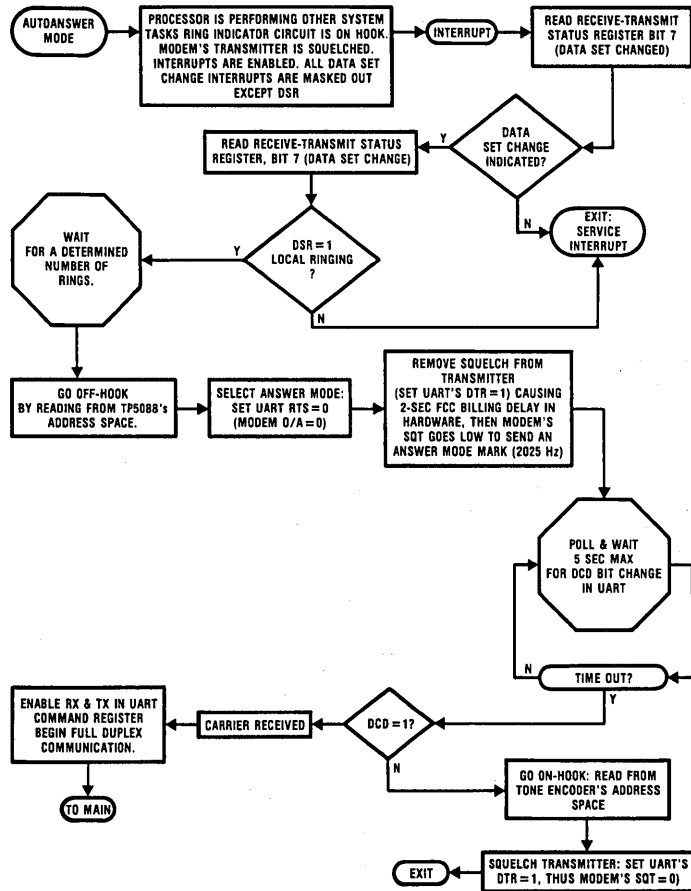 AUTOANSWER
MODE
PROCESSOR IS PERFORMING OTHER SYSTEM
TASKS RING INDICATOR CIRCUIT IS ON HOOK.
MODEM'S TRANSMITTER IS SQUELCHED.
INTERRUPTS ARE ENABLED. ALL DATA SET
CHANGE INTERRUPTS ARE MASKED OUT
EXCEPT DSR
INTERRUPT
READ RECEIVE-TRANSMIT
STATUS REGISTER BIT 7
(DATA SET CHANGED)
DATA
SET CHANGE
INDICATED?
Y
N
READ RECEIVE-TRANSMIT STATUS
REGISTER, BIT 7 (DATA SET CHANGE)
EXIT:
SERVICE
INTERRUPT
DSR = 1
LOCAL RINGING
?
Y
N
WAIT
FOR A DETERMINED
NUMBER OF
RINGS.
GO OFF-HOOK
BY READING FROM TP5088's
ADDRESS SPACE.
SELECT ANSWER MODE:
SET UART RTS = 0
(MODEM O/A = 0)
REMOVE SQUELCH FROM
TRANSMITTER
(SET UART'S DTR = 1) CAUSING
2-SEC FCC BILLING DELAY IN
HARDWARE, THEN MODEM'S
SQT GOES LOW TO SEND AN
ANSWER MODE MARK (2025 Hz)
POLL & WAIT
5 SEC MAX
FOR DCD BIT CHANGE
IN UART
N
TIME OUT?
Y
DCD = 1?
N
CARRIER RECEIVED
ENABLE RX & TX IN UART
COMMAND REGISTER
BEGIN FULL DUPLEX
COMMUNICATION.
TO MAIN
GO ON-HOOK: READ FROM
TONE ENCODER'S ADDRESS
SPACE
SQUELCH TRANSMITTER: SET UART'S
DTR = 1, THUS MODEM'S SQT = 0)
EXIT